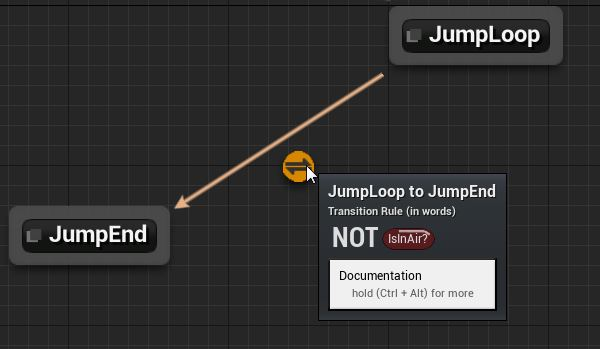 JumpLoop
JumpLoop to JumpEnd
Transition Rule (in words)
NOT IsInAir?
JumpEnd
Documentation
hold (Ctrl + Alt) for more